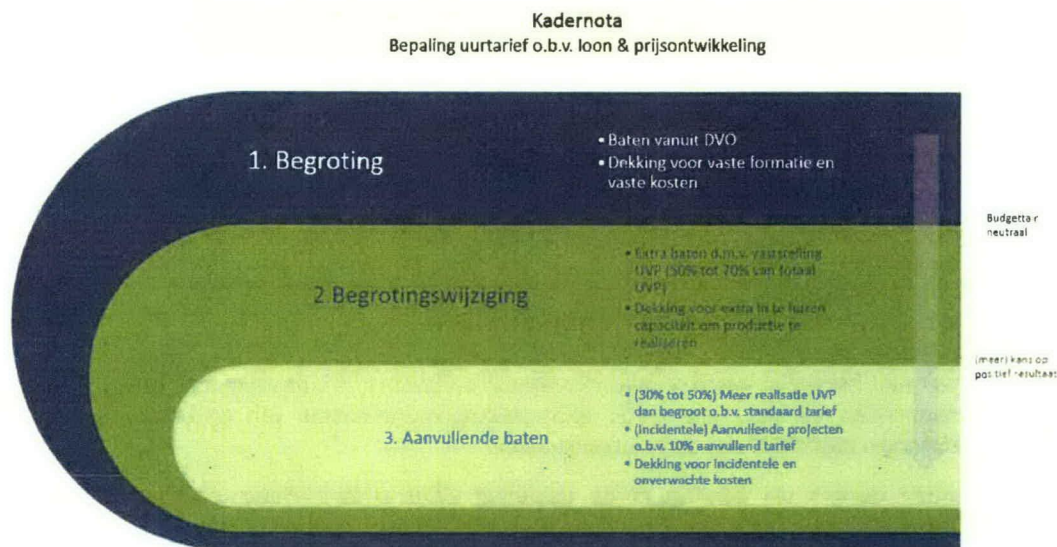 Kadernota
Bepaling uurtarief o.b.v. loon & prijsontwikkeling
1. Begroting
• Baten vanuit DVO
• Dekking voor vaste formatie en
vaste kosten
Budgettair
neutraal
2.Begrotingswijziging
• Extra baten d.m.v. vaststelling
UVP (50% tot 70% van totaal
UVP)
• Dekking voor extra in te huren
capaciteit om productie te
realiseren
(meer) kans op
positief resultaat
3. Aanvullende baten
• (30% tot 50%) Meer realisatie UVP
dan begroot o.b.v. standaard tarief
• (Incidentele) Aanvullende projecten
o.b.v. 10% aanvullend tarief
• Dekking voor incidentele en
onverwachte kosten